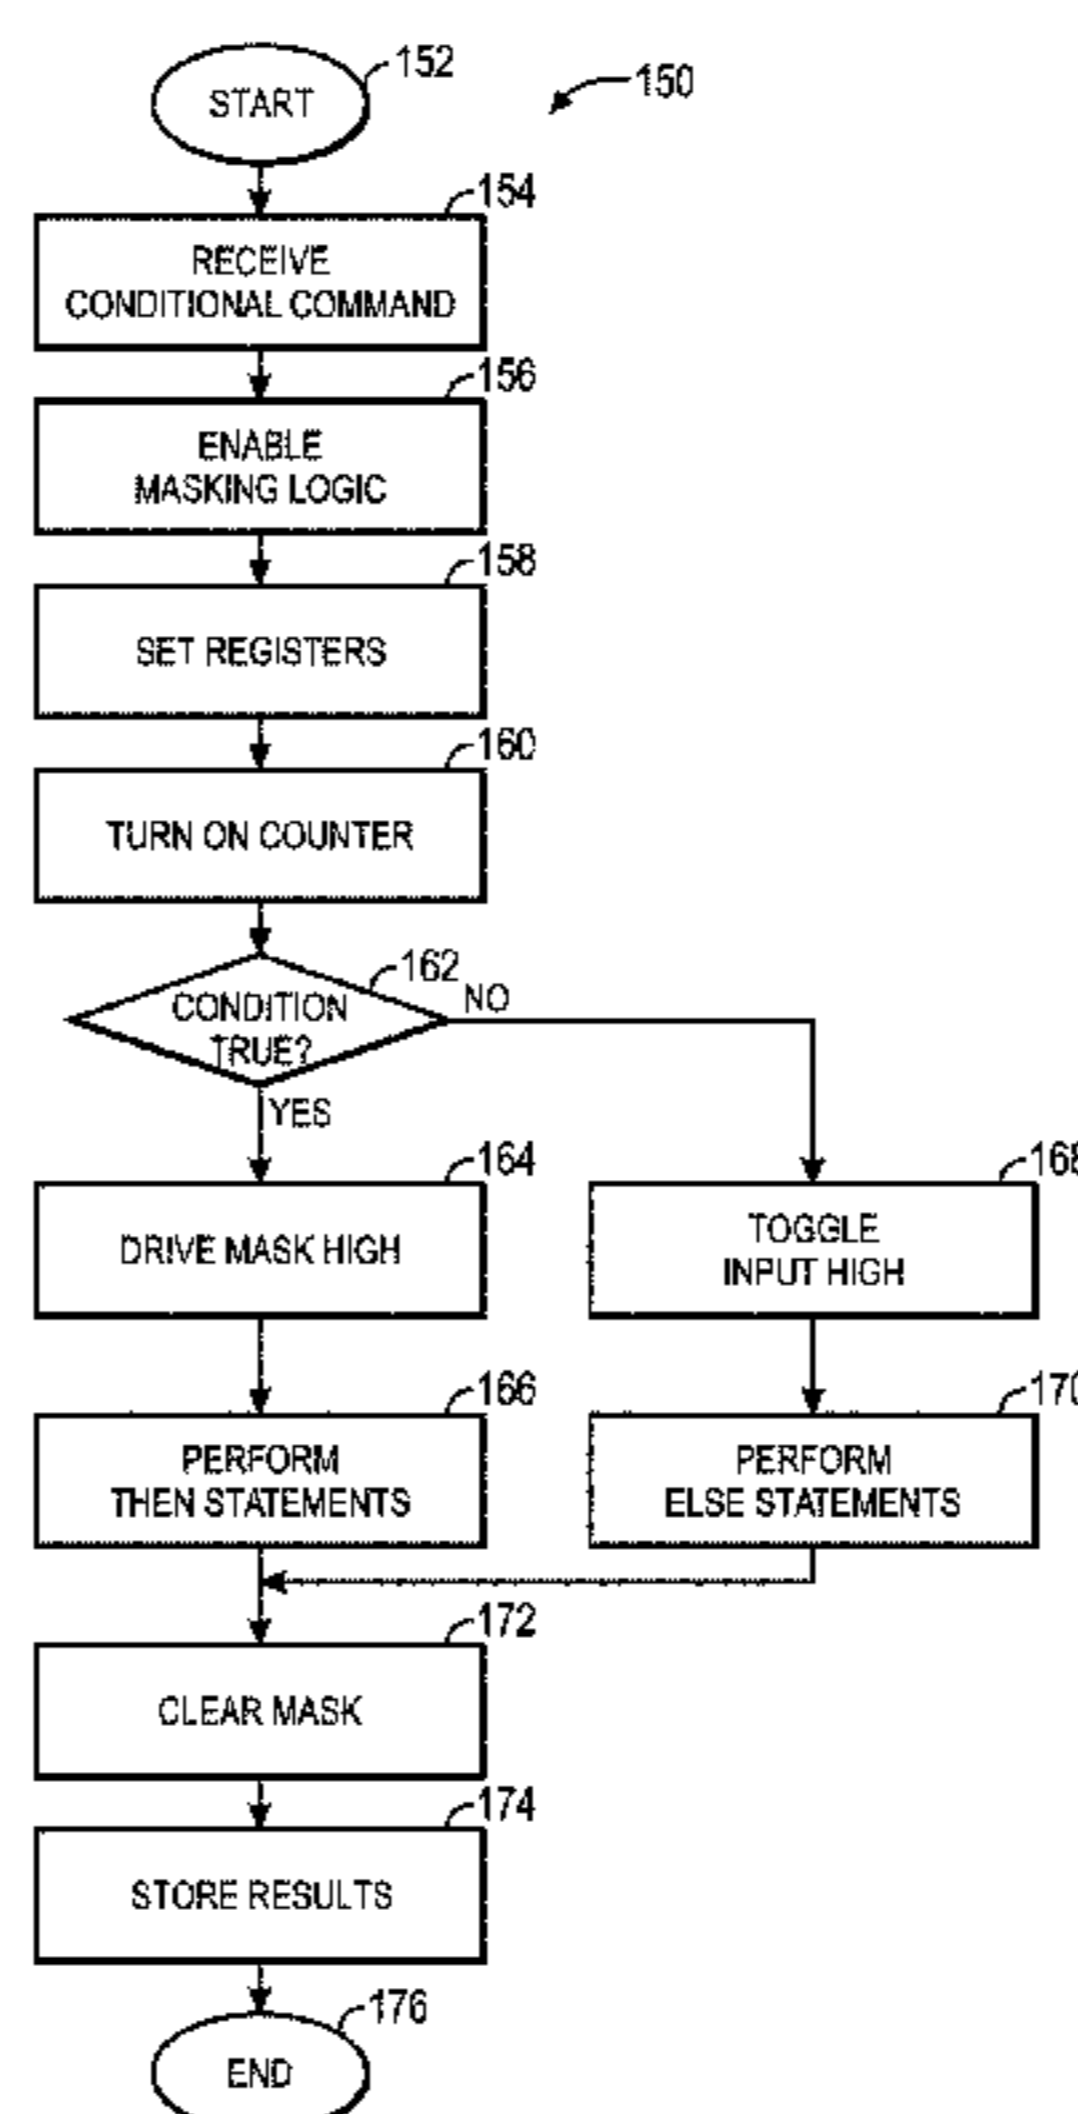 152
START
150
154
RECEIVE
CONDITIONAL COMMAND
156
ENABLE
MASKING LOGIC
158
SET REGISTERS
160
TURN ON COUNTER
162
CONDITION
TRUE?
NO
YES
164
DRIVE MASK HIGH
168
TOGGLE
INPUT HIGH
166
PERFORM
THEN STATEMENTS
170
PERFORM
ELSE STATEMENTS
172
CLEAR MASK
174
STORE RESULTS
176
END